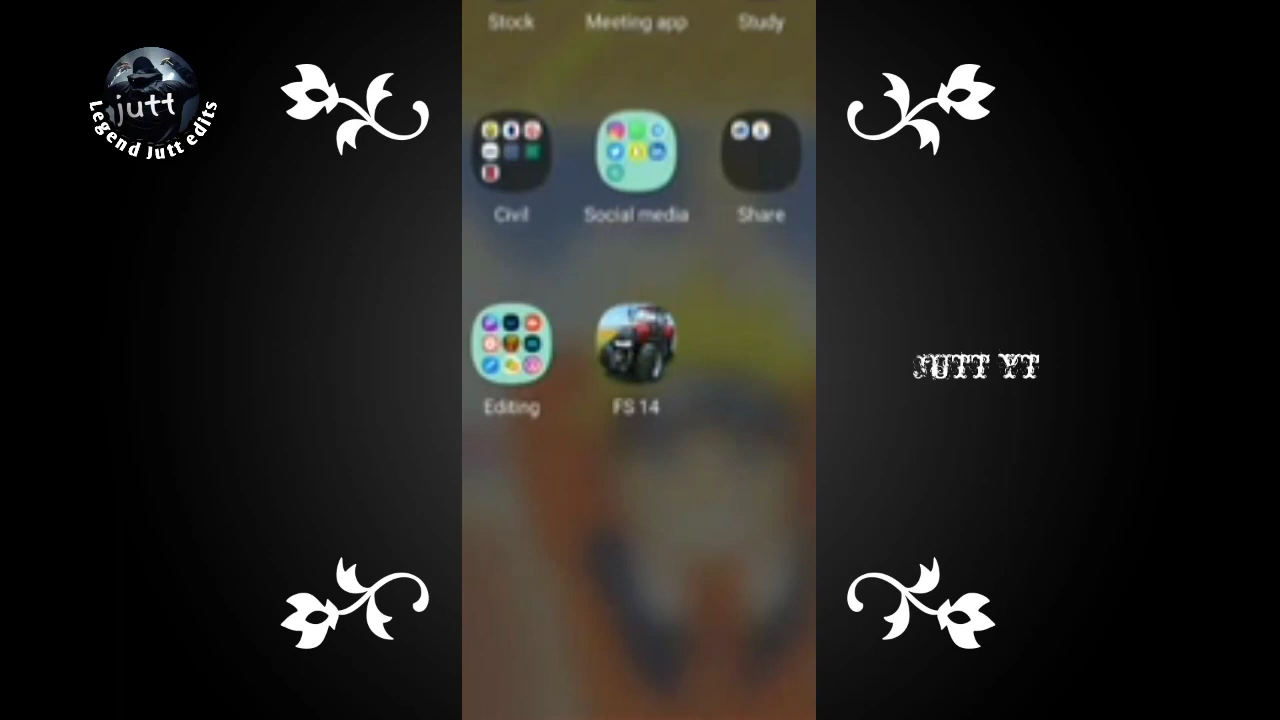 Stock
Meeting app
Study
jutt
Legend Jutt edits
Civil
Social media
Share
JUTT YT
Editing
FS 14